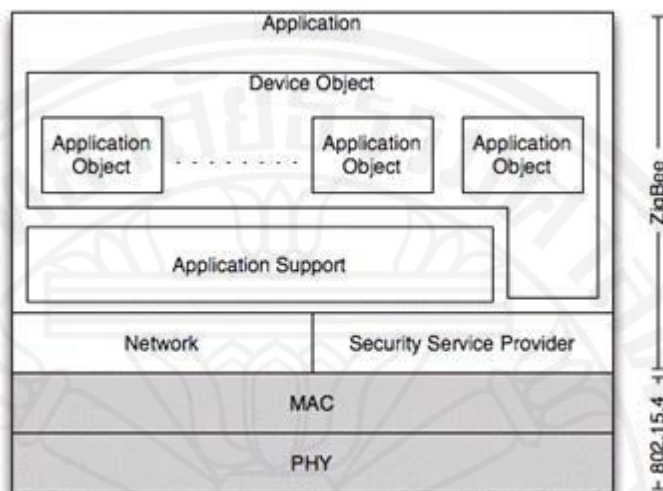 Application
Device Object
Application
Object
. . . . . . . .
Application
Object
Application
Object
Application Support
Network
Security Service Provider
MAC
PHY
ZigBee
802.15.4